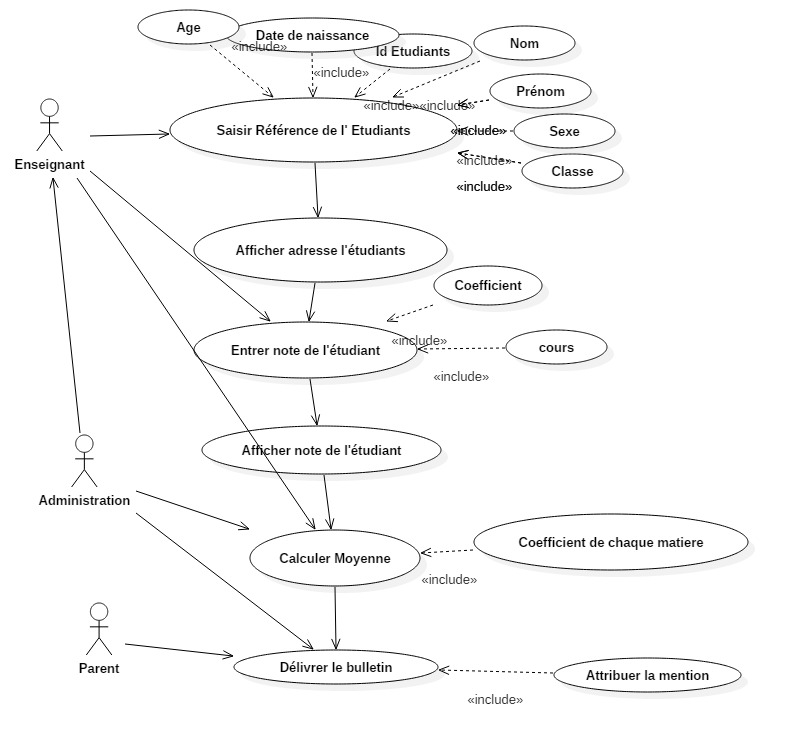 Age
Date de naissance
Id Etudiants
Nom
«include»
«include»
Prénom
«include»
«include»
Saisir Référence de l' Etudiants
«include»
Sexe
Enseignant
«include»
Classe
«include»
Afficher adresse l'étudiants
Coefficient
«include»
Entrer note de l'étudiant
cours
«include»
Afficher note de l'étudiant
Administration
Calculer Moyenne
Coefficient de chaque matiere
«include»
Parent
Délivrer le bulletin
Attribuer la mention
«include»